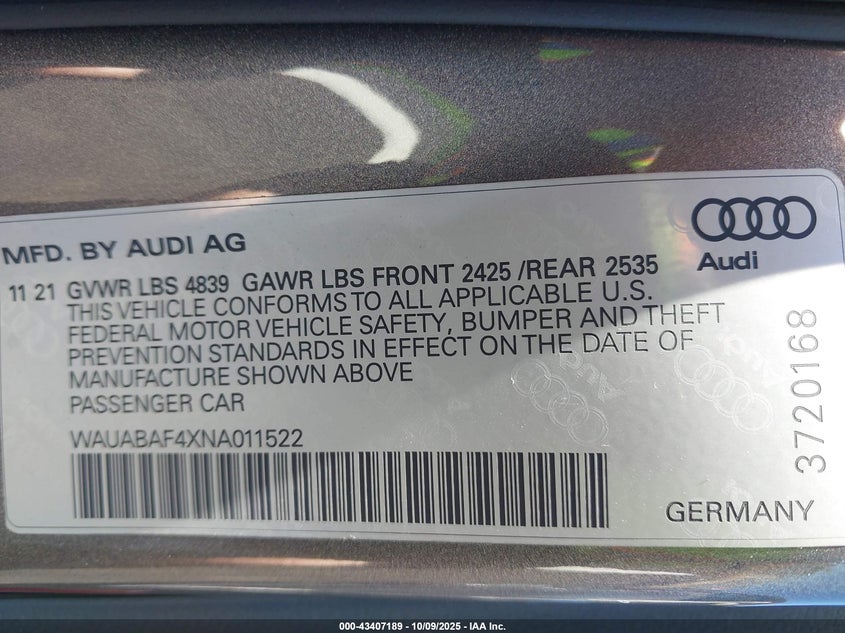 MFD. BY AUDI AG
Audi
11 21 GVWR LBS 4839 GAWR LBS FRONT 2425 /REAR 2535
THIS VEHICLE CONFORMS TO ALL APPLICABLE U.S.
FEDERAL MOTOR VEHICLE SAFETY, BUMPER AND THEFT
PREVENTION STANDARDS IN EFFECT ON THE DATE OF
MANUFACTURE SHOWN ABOVE
PASSENGER CAR
WAUABAF4XNA011522
3720168
GERMANY
000-43407189 - 10/09/2025 - IAA Inc.